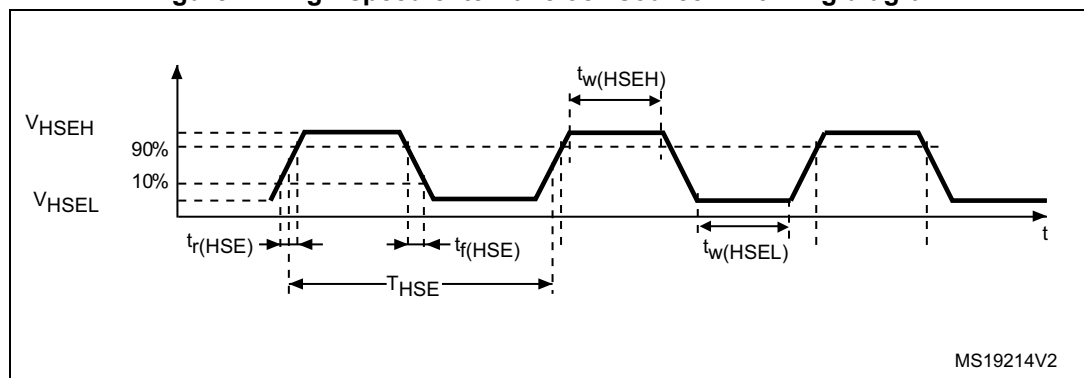 tw(HSEH)
VHSEH
90%
10%
VHSEL
tr(HSE)
tf(HSE)
tw(HSEL)
t
THSE
MS19214V2